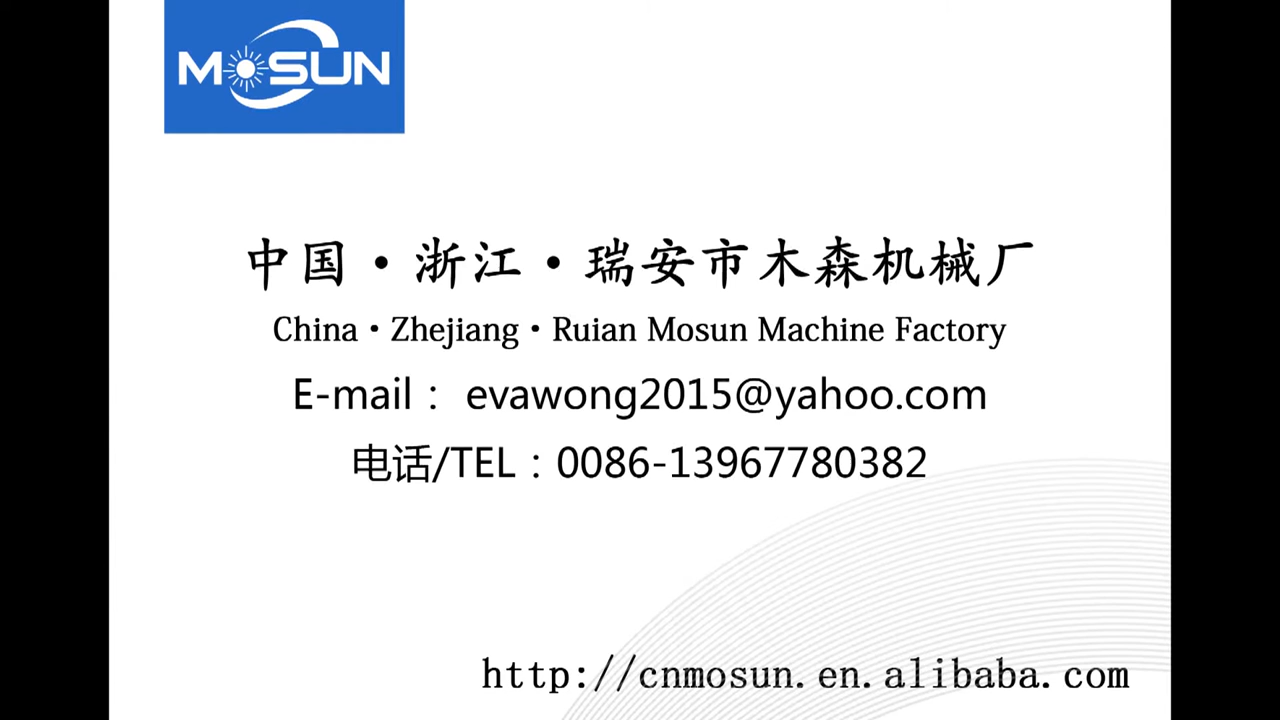 MOSUN
中国·浙江·瑞安市木森机械厂
China·Zhejiang·Ruian Mosun Machine Factory
E-mail： evawong2015@yahoo.com
电话/TEL：0086-13967780382
http://cnmosun.en.alibaba.com